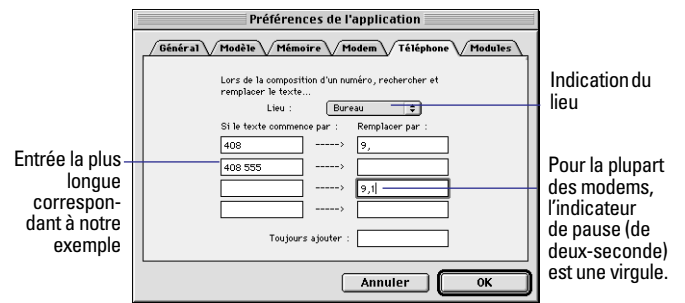 Préférences de l'application
Général
Modèle
Mémoire
Modem
Téléphone
Modules
Lors de la composition d'un numéro, rechercher et
remplacer le texte...
Lieu :
Bureau
Si le texte commence par :
Remplacer par :
408
----->
9,
408 555
----->
----->
9,1
----->
Toujours ajouter :
Annuler
OK
Entrée la plus
longue
correspon-
dant à notre
exemple
Indication du
lieu
Pour la plupart
des modems,
l'indicateur
de pause (de
deux-seconde)
est une virgule.